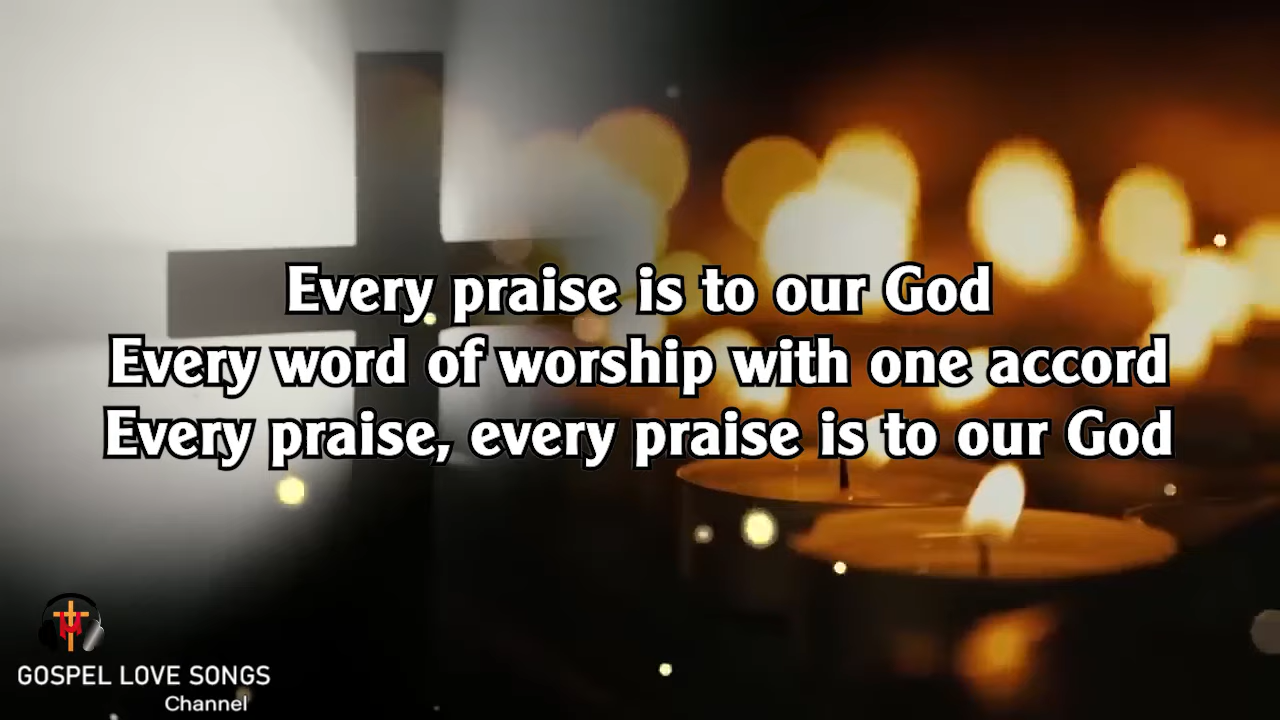 Every praise is to our God
Every word of worship with one accord
Every praise, every praise is to our God
GOSPEL LOVE SONGS
Channel